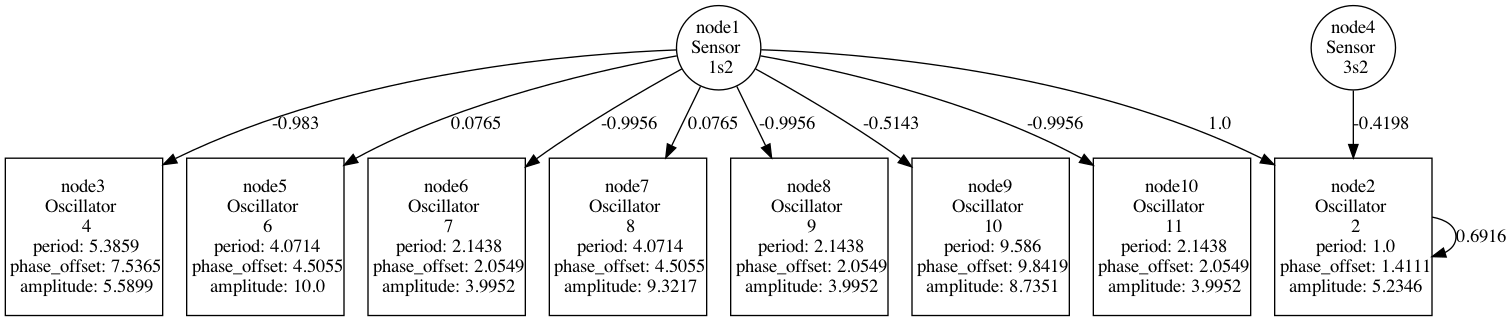 node1
Sensor
1s2
node4
Sensor
3s2
-0.983
0.0765
-0.9956
0.0765
-0.9956
-0.5143
-0.9956
1.0
-0.4198
node3
Oscillator
4
period: 5.3859
phase_offset: 7.5365
amplitude: 5.5899
node5
Oscillator
6
period: 4.0714
phase_offset: 4.5055
amplitude: 10.0
node6
Oscillator
7
period: 2.1438
phase_offset: 2.0549
amplitude: 3.9952
node7
Oscillator
8
period: 4.0714
phase_offset: 4.5055
amplitude: 9.3217
node8
Oscillator
9
period: 2.1438
phase_offset: 2.0549
amplitude: 3.9952
node9
Oscillator
10
period: 9.586
phase_offset: 9.8419
amplitude: 8.7351
node10
Oscillator
11
period: 2.1438
phase_offset: 2.0549
amplitude: 3.9952
node2
Oscillator
2
period: 1.0
phase_offset: 1.4111
amplitude: 5.2346
0.6916